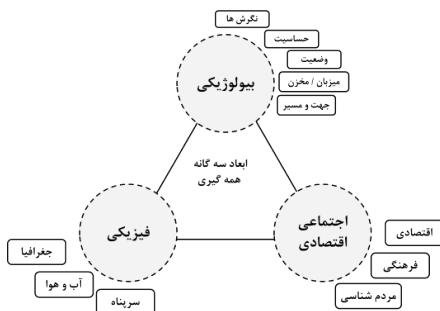 نگرش ها
حساسیت
وضعیت
میزبان / مخزن
جهت و مسیر
بیولوژیکی
ابعاد سه گانه
همه گیری
فیزیکی
جغرافیا
آب و هوا
سرپناه
اجتماعی
اقتصادی
اقتصادی
فرهنگی
مردم شناسی